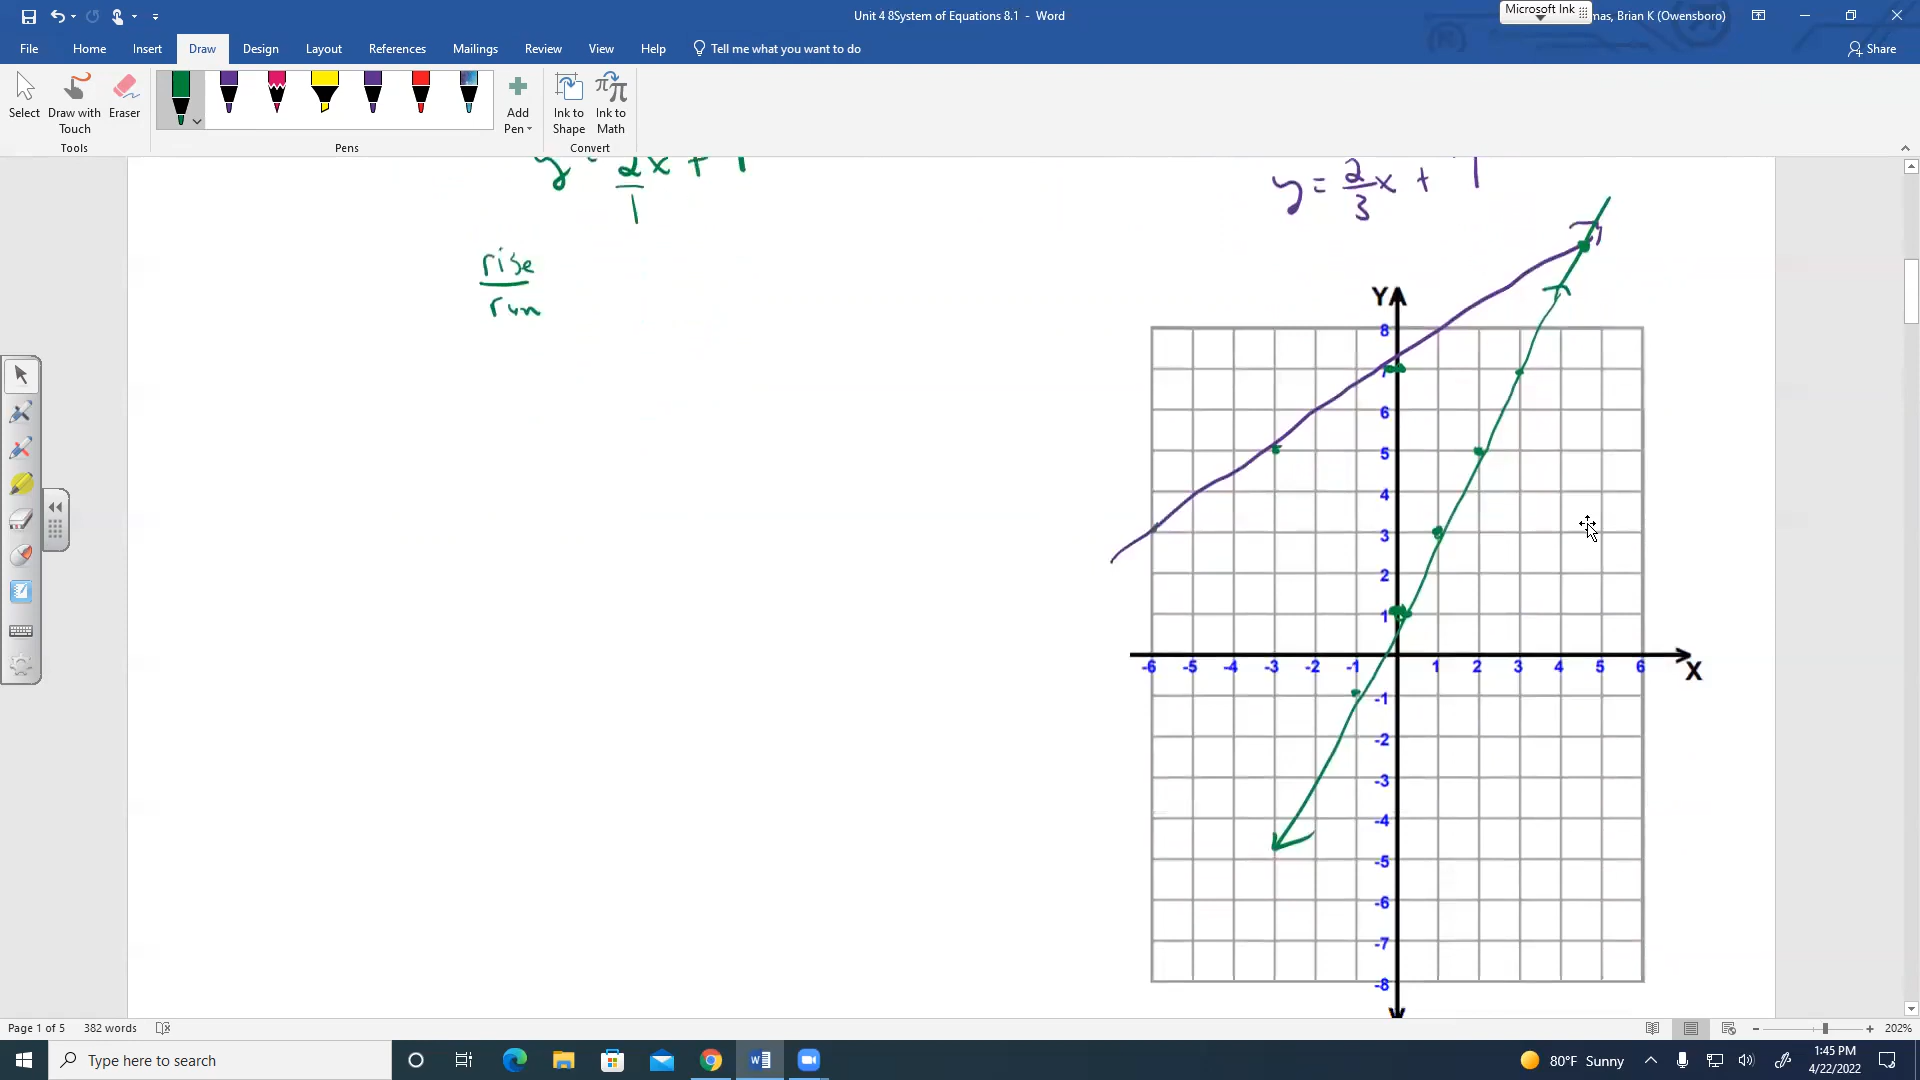 Unit 4 8System of Equations 8.1 - Word
Microsoft Ink
mas, Brian K (Owensboro)
File Home Insert Draw Design Layout References Mailings Review View Help Tell me what you want to do
Share
Select
Draw with Touch
Eraser
Add Pen
Ink to Shape
Ink to Math
Tools
Pens
Convert
y = 2/1 x + 1
y = 2/3 x +
rise
run
Y
8
7
6
5
4
3
2
1
-6 -5 -4 -3 -2 -1 1 2 3 4 5 6
X
-1
-2
-3
-4
-5
-6
-7
-8
Page 1 of 5 382 words
202%
Type here to search
80°F Sunny
1:45 PM
4/22/2022